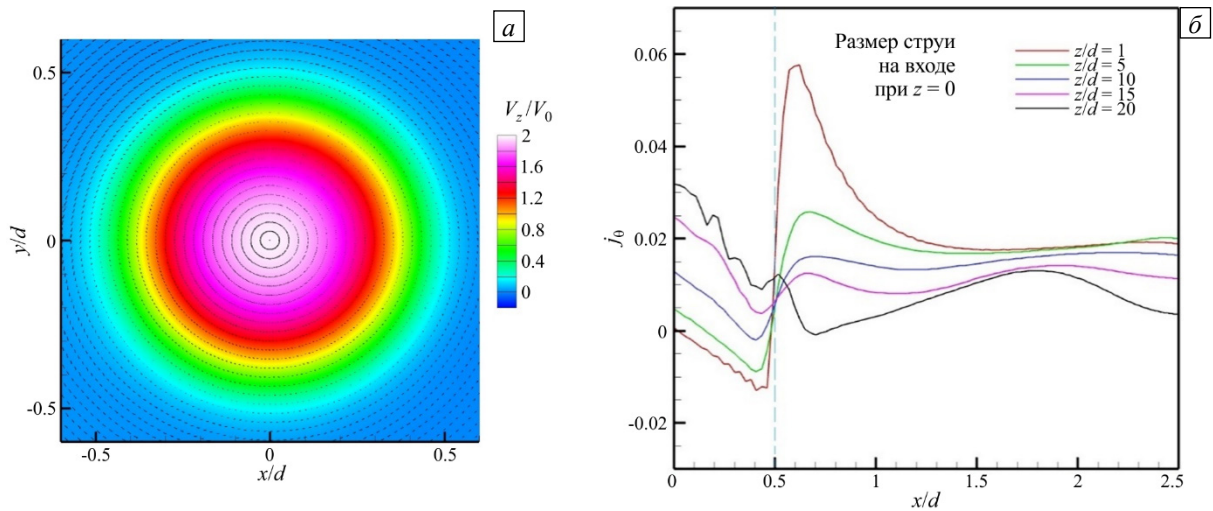 а
0.5
0
-0.5
y/d
-0.5
0
0.5
x/d
V_z/V_0
2
1.6
1.2
0.8
0.4
0
б
0.06
0.04
0.02
0
-0.02
j_θ
Размер струи
на входе
при z = 0
z/d = 1
z/d = 5
z/d = 10
z/d = 15
z/d = 20
0
0.5
1
1.5
2
2.5
x/d